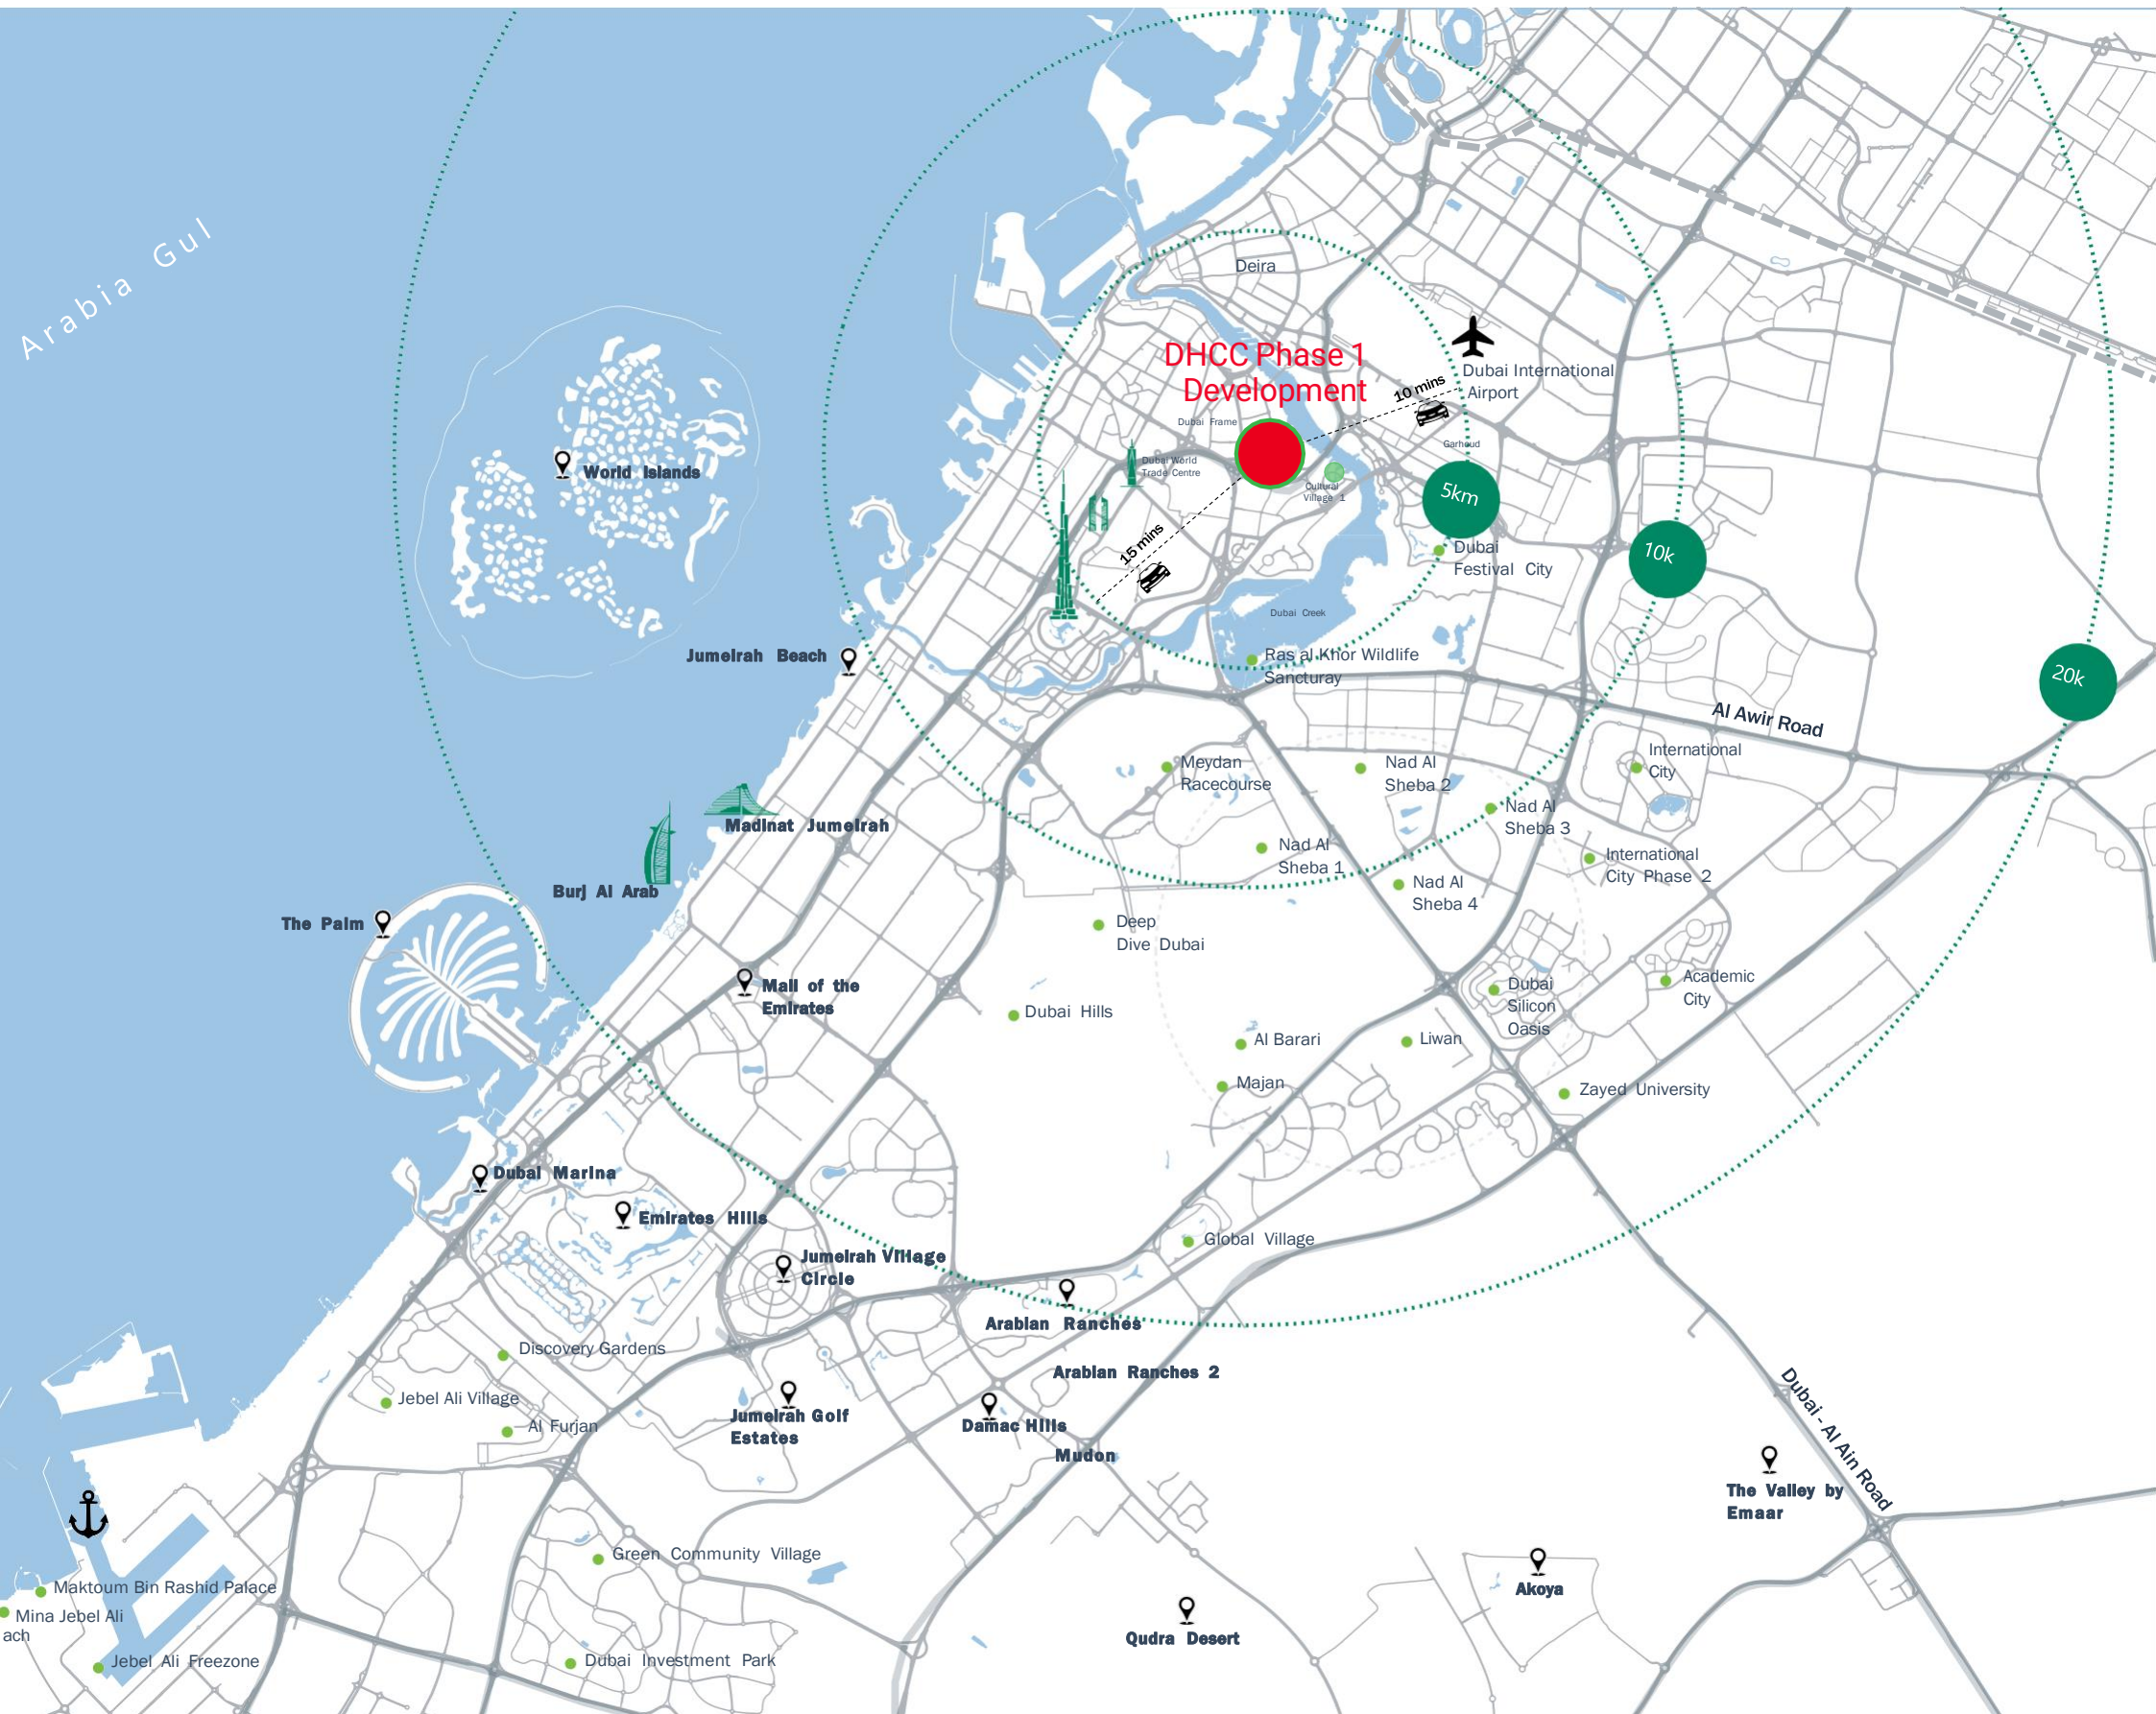 Arabia Gul
Deira
DHCC Phase 1
Development
Dubai International
Airport
10 mins
Dubai Frame
Garhoud
Dubai World
Trade Centre
World Islands
Cultural
Village 1
5km
15 mins
Dubai
Festival City
10k
Dubai Creek
Jumeirah Beach
Ras al Khor Wildlife
Sancturay
20k
Al Awir Road
International
City
Meydan
Racecourse
Nad Al
Sheba 2
Nad Al
Sheba 3
Madinat Jumeirah
Nad Al
Sheba 1
International
City Phase 2
Burj Al Arab
Nad Al
Sheba 4
The Palm
Deep
Dive Dubai
Mall of the
Emirates
Dubai
Silicon
Oasis
Academic
City
Dubai Hills
Al Barari
Liwan
Majan
Zayed University
Dubai Marina
Emirates Hills
Global Village
Jumeirah Village
Circle
Arabian Ranches
Discovery Gardens
Arabian Ranches 2
Jebel Ali Village
Al Furjan
Jumeirah Golf
Estates
Damac Hills
Mudon
Dubai - Al Ain Road
The Valley by
Emaar
Green Community Village
Akoya
Maktoum Bin Rashid Palace
Mina Jebel Ali
ach
Qudra Desert
Jebel Ali Freezone
Dubai Investment Park